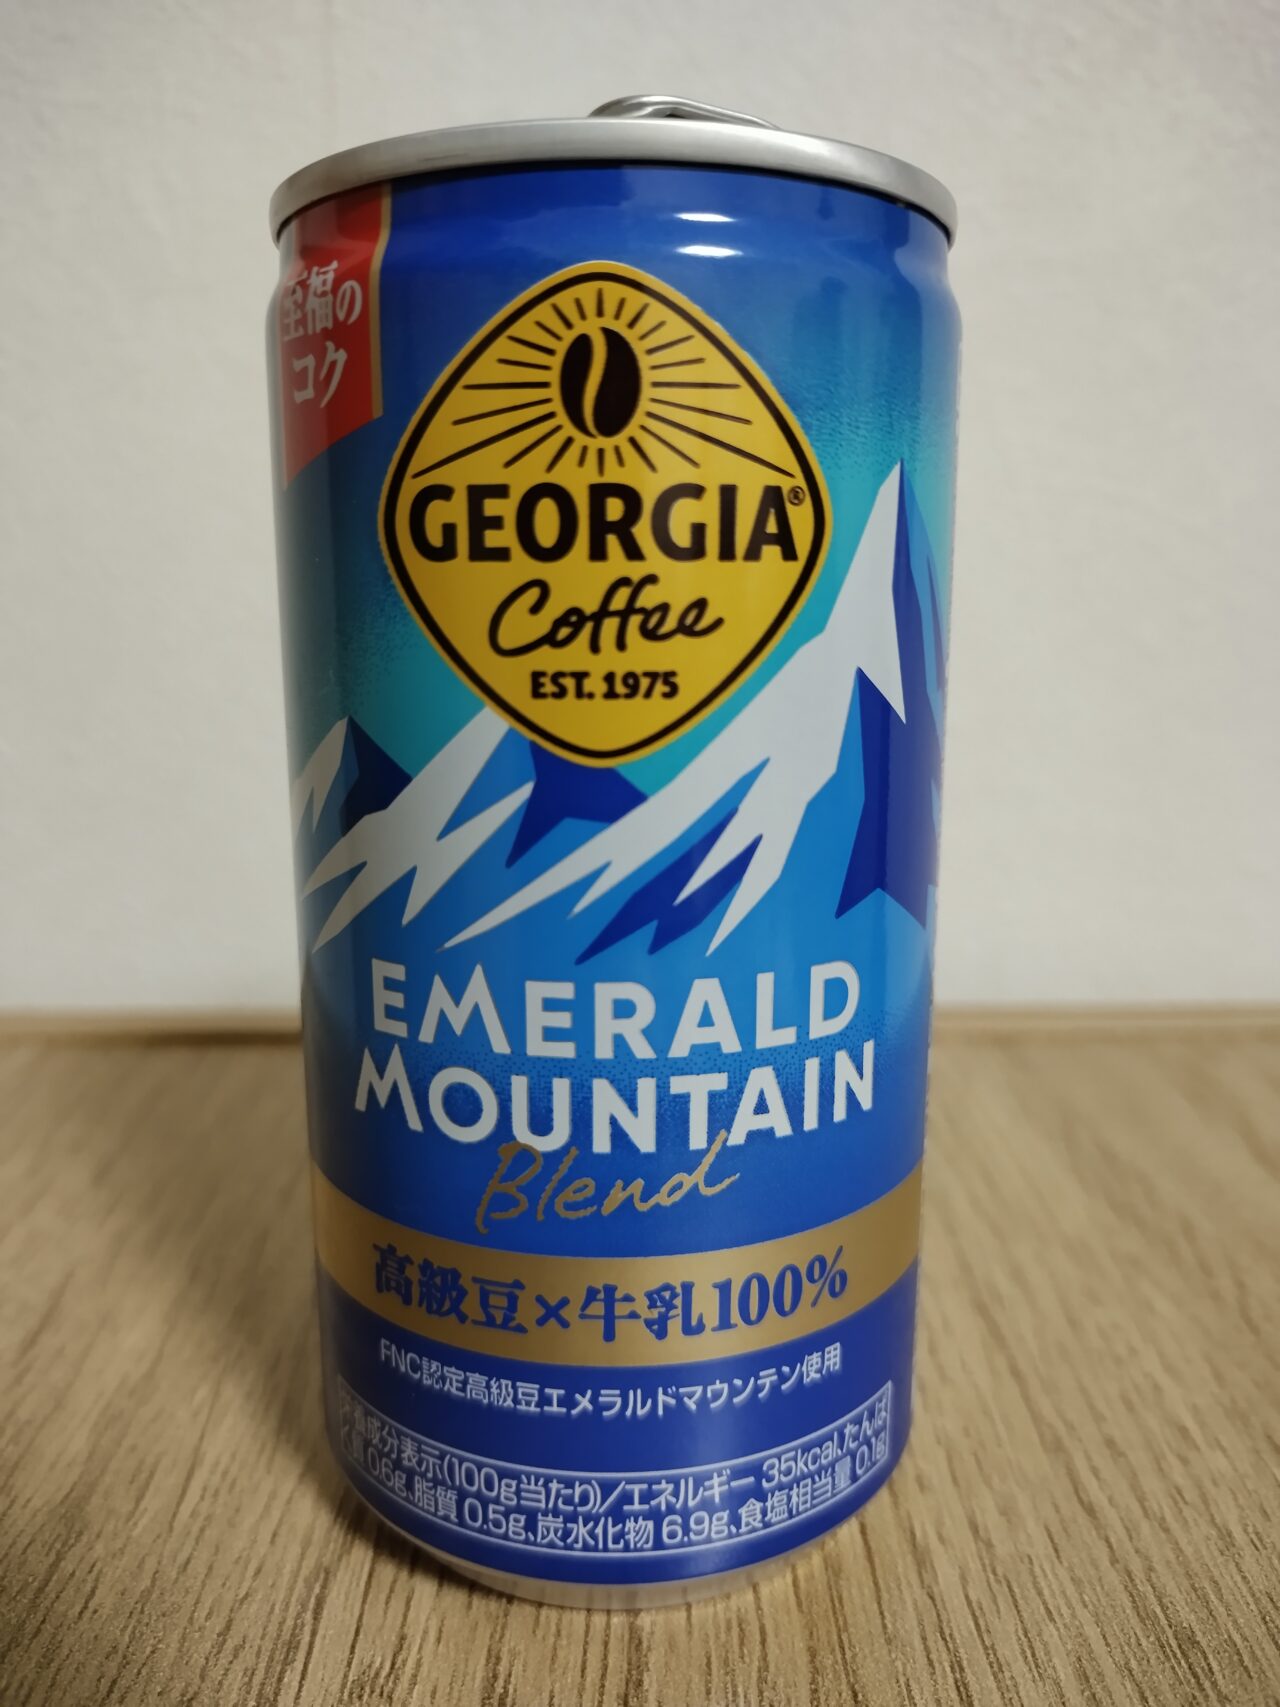 至福の
コク
GEORGIA®
Coffee
EST. 1975
EMERALD
MOUNTAIN
Blend
高級豆×牛乳100%
FNC認定高級豆エメラルドマウンテン使用
栄養成分表示(100g当たり)/エネルギー 35kcal、たんぱ
く質 0.6g、脂質 0.5g、炭水化物 6.9g、食塩相当量 0.1g